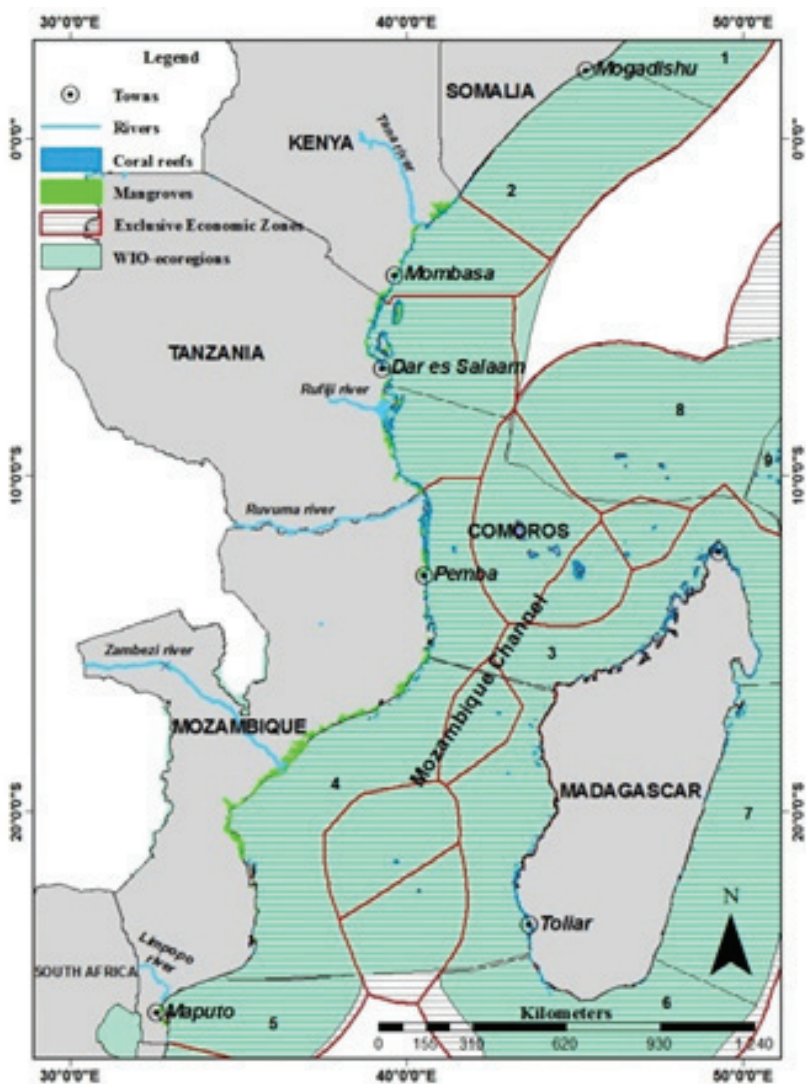 30°0'0"E
40°0'0"E
50°0'0"E
Legend
Towns
Rivers
Coral reefs
Mangroves
Exclusive Economic Zones
WIO-ecoregions
0°0'0"
10°0'0"S
20°0'0"S
0°0'0"
10°0'0"S
20°0'0"S
1
Mogadishu
SOMALIA
KENYA
Tana river
2
Mombasa
TANZANIA
Dar es Salaam
Rufiji river
8
9
Ruvuma river
COMOROS
Pemba
3
Zambezi river
Mozambique Channel
MOZAMBIQUE
4
MADAGASCAR
7
N
Toliar
Limpopo
river
SOUTH AFRICA
Maputo
5
6
Kilometers
0 155 310 620 930 1 240
30°0'0"E
40°0'0"E
50°0'0"E